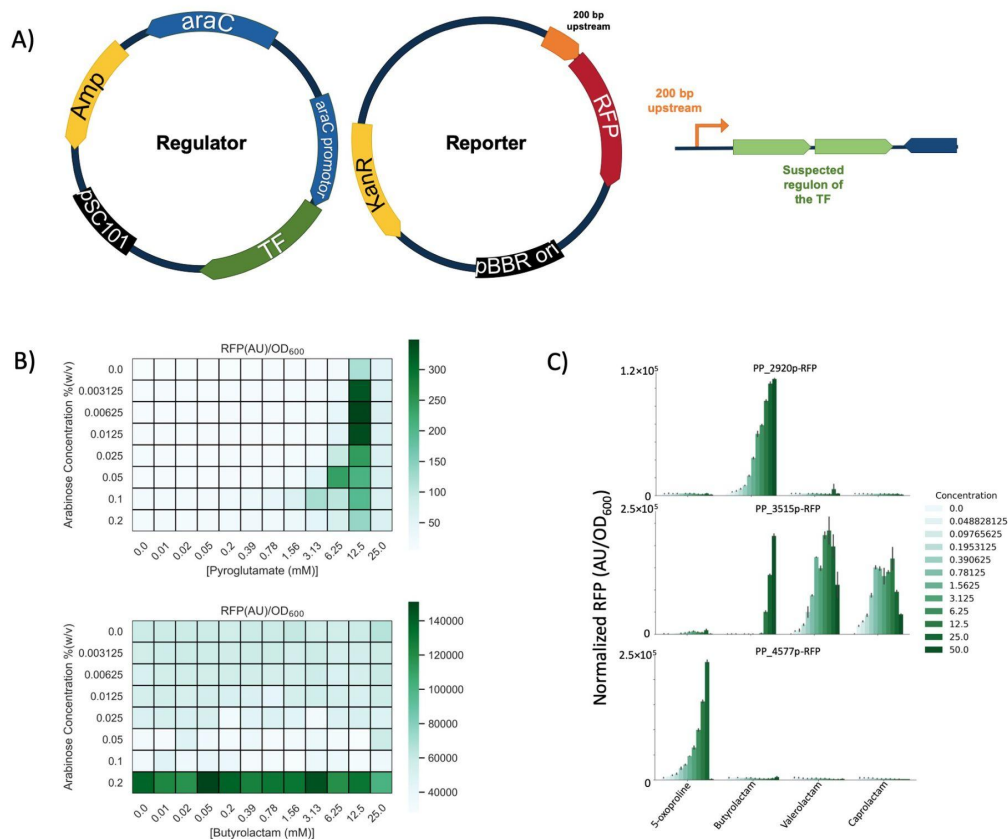 A)
araC
Amp
Regulator
araC promotor
pSC101
TF
200 bp
upstream
RFP
Reporter
KanR
pBBR ori
200 bp
upstream
Suspected
regulon of
the TF
B)
RFP(AU)/OD600
Arabinose Concentration %(w/v)
0.0
0.003125
0.00625
0.0125
0.025
0.05
0.1
0.2
0.0 0.01 0.02 0.05 0.2 0.39 0.78 1.56 3.13 6.25 12.5 25.0
[Pyroglutamate (mM)]
300
250
200
150
100
50
RFP(AU)/OD600
Arabinose Concentration %(w/v)
0.0
0.003125
0.00625
0.0125
0.025
0.05
0.1
0.2
0.0 0.01 0.02 0.05 0.2 0.39 0.78 1.56 3.13 6.25 12.5 25.0
[Butyrolactam (mM)]
140000
120000
100000
80000
60000
40000
C)
Normalized RFP (AU/OD600)
1.2×10⁵
PP_2920p-RFP
0
2.5×10⁵
PP_3515p-RFP
0
2.5×10⁵
PP_4577p-RFP
0
5-oxoproline Butyrolactam Valerolactam Caprolactam
Concentration
0.0
0.048828125
0.09765625
0.1953125
0.390625
0.78125
1.5625
3.125
6.25
12.5
25.0
50.0